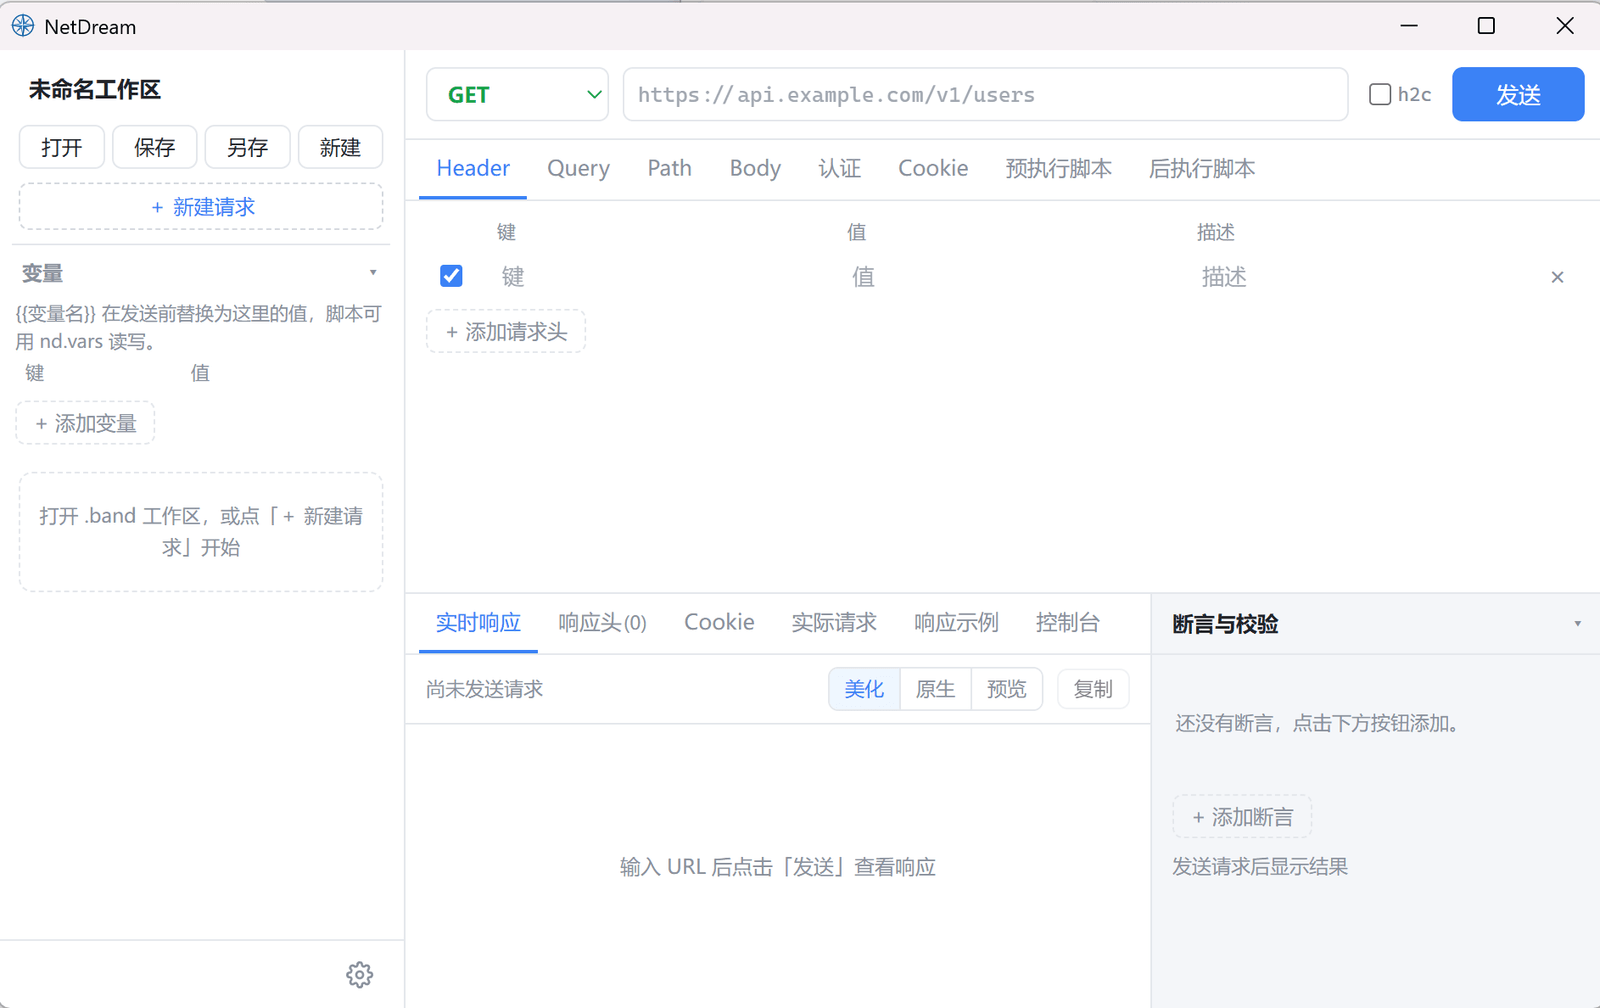 NetDream
未命名工作区
打开 保存 另存 新建
+ 新建请求
变量
{{变量名}} 在发送前替换为这里的值，脚本可
用 nd.vars 读写。
键 值
+ 添加变量
打开 .band 工作区，或点「+ 新建请
求」开始
GET https://api.example.com/v1/users h2c 发送
Header Query Path Body 认证 Cookie 预执行脚本 后执行脚本
键 值 描述
键 值 描述
+ 添加请求头
实时响应 响应头(0) Cookie 实际请求 响应示例 控制台
尚未发送请求 美化 原生 预览 复制
输入 URL 后点击「发送」查看响应
断言与校验
还没有断言，点击下方按钮添加。
+ 添加断言
发送请求后显示结果